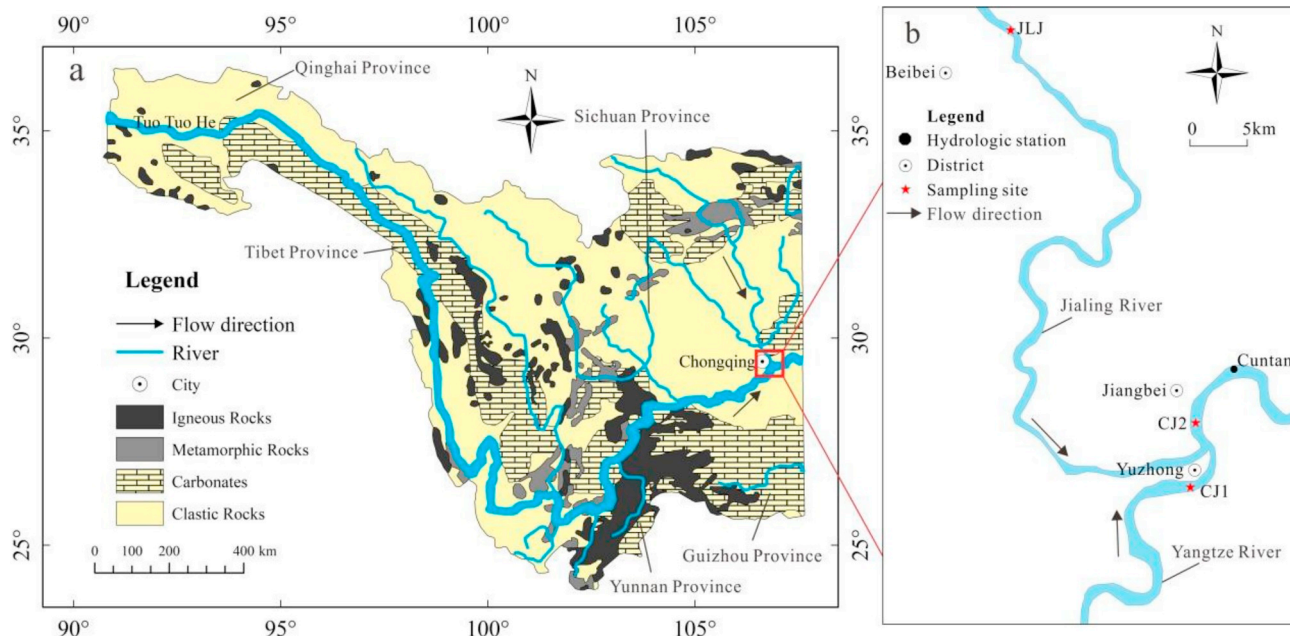 90°
95°
100°
105°
a
Qinghai Province
N
Sichuan Province
35°
35°
Tuo Tuo He
Tibet Province
Legend
Flow direction
River
City
Igneous Rocks
Metamorphic Rocks
Carbonates
Clastic Rocks
0 100 200 400 km
30°
30°
Chongqing
25°
25°
Guizhou Province
Yunnan Province
90°
95°
100°
105°
b
JLJ
N
Beibei
Legend
Hydrologic station
District
Sampling site
Flow direction
0 5km
Jialing River
Cuntan
Jiangbei
CJ2
Yuzhong
CJ1
Yangtze River